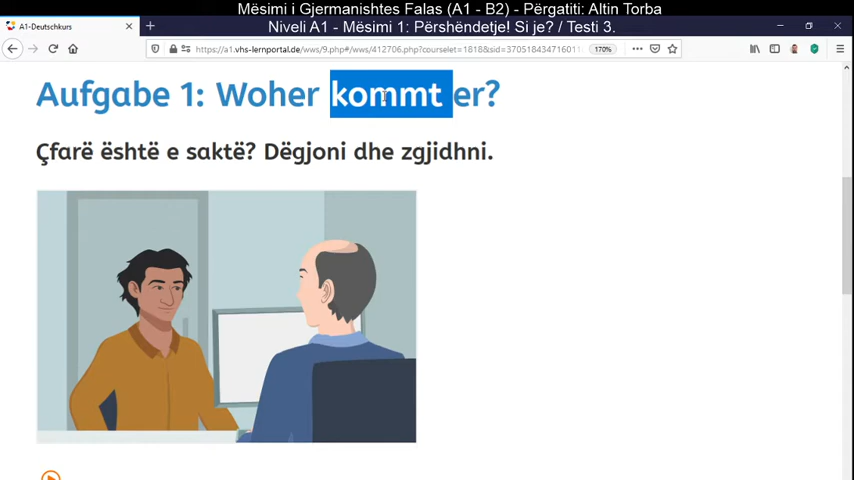 Mësimi i Gjermanishtes Falas (A1 - B2) - Përgatiti: Altin Torba
Niveli A1 - Mësimi 1: Përshëndetje! Si je? / Testi 3.
A1-Deutschkurs
https://a1.vhs-lernportal.de/wws/9.php#/wws/412706.php?courselet=1818&sid=370518434716011
170%
Aufgabe 1: Woher kommt er?
Çfarë është e saktë? Dëgjoni dhe zgjidhni.